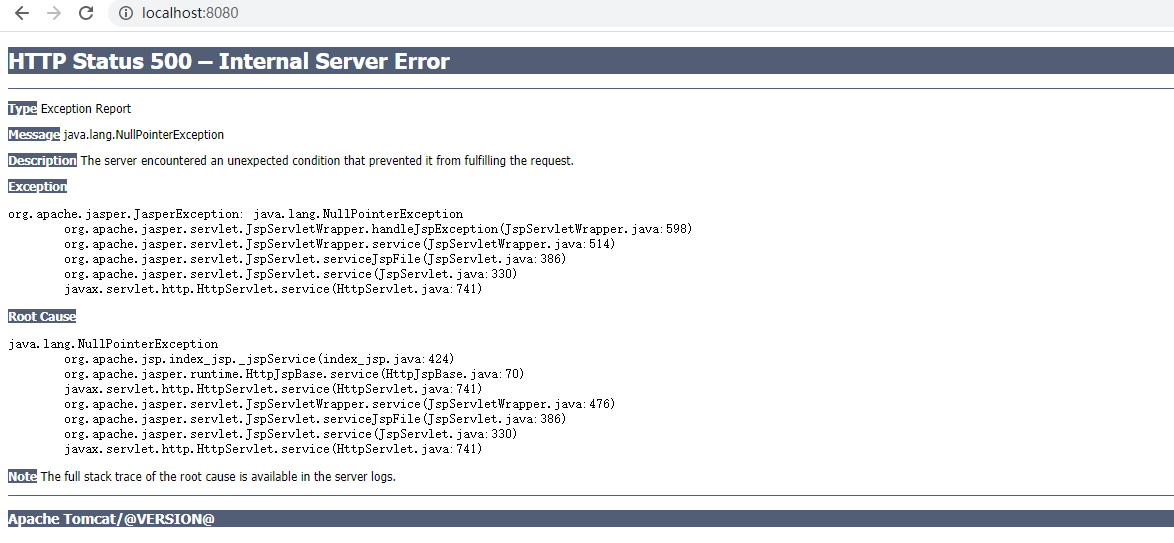 localhost:8080
HTTP Status 500 – Internal Server Error
Type Exception Report
Message java.lang.NullPointerException
Description The server encountered an unexpected condition that prevented it from fulfilling the request.
Exception
org.apache.jasper.JasperException: java.lang.NullPointerException
org.apache.jasper.servlet.JspServletWrapper.handleJspException(JspServletWrapper.java:598)
org.apache.jasper.servlet.JspServletWrapper.service(JspServletWrapper.java:514)
org.apache.jasper.servlet.JspServlet.serviceJspFile(JspServlet.java:386)
org.apache.jasper.servlet.JspServlet.service(JspServlet.java:330)
javax.servlet.http.HttpServlet.service(HttpServlet.java:741)
Root Cause
java.lang.NullPointerException
org.apache.jsp.index_jsp._jspService(index_jsp.java:424)
org.apache.jasper.runtime.HttpJspBase.service(HttpJspBase.java:70)
javax.servlet.http.HttpServlet.service(HttpServlet.java:741)
org.apache.jasper.servlet.JspServletWrapper.service(JspServletWrapper.java:476)
org.apache.jasper.servlet.JspServlet.serviceJspFile(JspServlet.java:386)
org.apache.jasper.servlet.JspServlet.service(JspServlet.java:330)
javax.servlet.http.HttpServlet.service(HttpServlet.java:741)
Note The full stack trace of the root cause is available in the server logs.
Apache Tomcat/@VERSION@